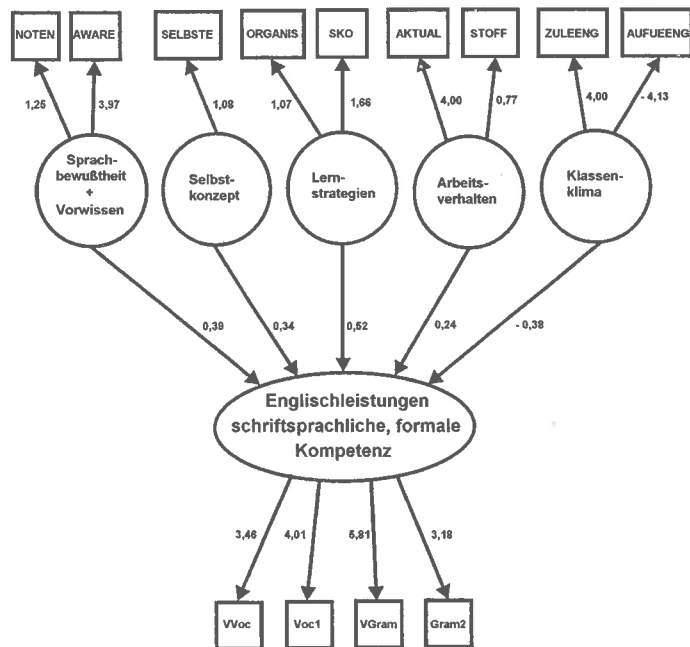 NOTEN AWARE SELBSTE ORGANIS SKO AKTUAL STOFF ZULEENG AUFUEENG
1,25 3,97 1,08 1,07 1,66 4,00 0,77 4,00 - 4,13
Sprach-
bewußtheit
+
Vorwissen
Selbst-
konzept
Lern-
strategien
Arbeits-
verhalten
Klassen-
klima
0,39 0,34 0,52 0,24 - 0,38
Englischleistungen
schriftsprachliche, formale
Kompetenz
3,46 4,01 5,81 3,18
VVoc Voc1 VGram Gram2